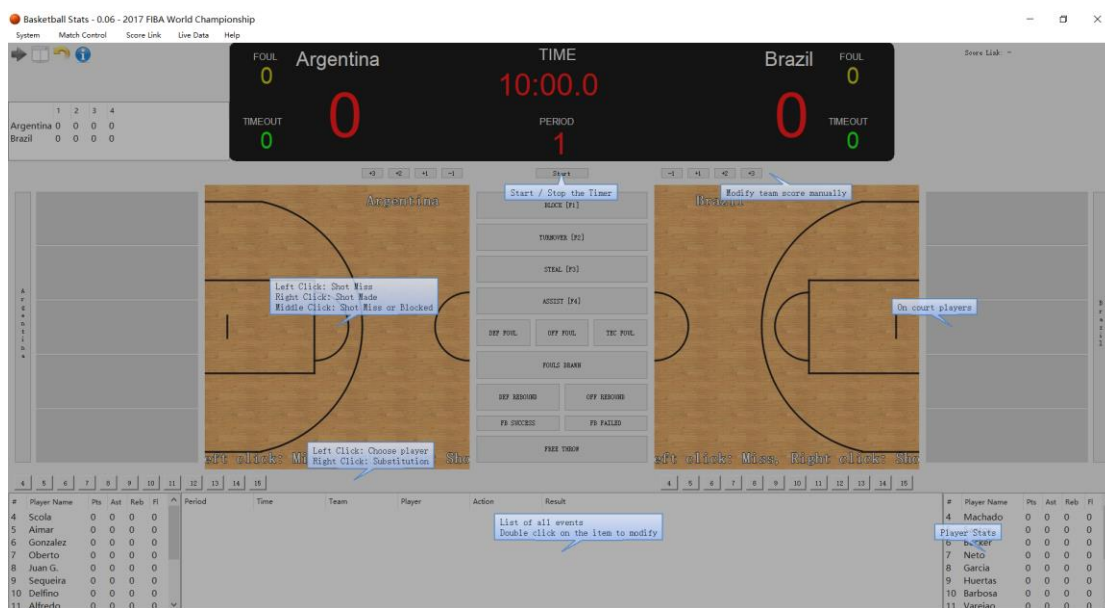 Basketball Stats - 0.06 - 2017 FIBA World Championship
System Match Control Score Link Live Data Help
FOUL Argentina TIME Brazil FOUL
Score Link: -
0 0
10:00.0
0 0
1 2 3 4
Argentina 0 0 0 0
Brazil 0 0 0 0
TIMEOUT PERIOD TIMEOUT
0 1 0
+3 +2 +1 -1 Start -1 +1 +2 +3
Start / Stop the Timer
Modify team score manually
Argentina
BLOCK [F1]
TURNOVER [F2]
STEAL [F3]
ASSIST [F4]
DEF FOUL OFF FOUL TEC FOUL
FOULS DRAWN
DEF REBOUND OFF REBOUND
FB SUCCESS FB FAILED
FREE THROW
Argentina
Left Click: Shot Miss
Right Click: Shot Made
Middle Click: Shot Miss or Blocked
On court players
Brazil
Left Click: Choose player
Right Click: Substitution
eft click: Miss, Right click: Sho
4 5 6 7 8 9 10 11 12 13 14 15
4 5 6 7 8 9 10 11 12 13 14 15
# Player Name Pts Ast Reb Fl
4 Scola 0 0 0 0
5 Aimar 0 0 0 0
6 Gonzalez 0 0 0 0
7 Oberto 0 0 0 0
8 Juan G. 0 0 0 0
9 Sequeira 0 0 0 0
10 Delfino 0 0 0 0
11 Alfredo 0 0 0 0
Period Time Team Player Action Result
List of all events
Double click on the item to modify
# Player Name Pts Ast Reb Fl
4 Machado 0 0 0 0
Player Stats
0 0 0 0
6 0 0 0 0
7 Neto 0 0 0 0
8 Garcia 0 0 0 0
9 Huertas 0 0 0 0
10 Barbosa 0 0 0 0
11 Varejao 0 0 0 0